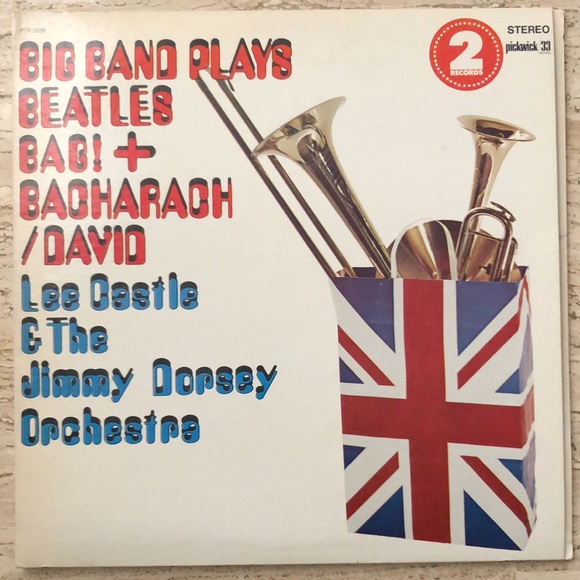 BIG BAND PLAYS
BEATLES
BAG! +
BACHARACH
/DAVID
Lee Castle
& The
Jimmy Dorsey
Orchestra
2
RECORDS
STEREO
pickwick/33